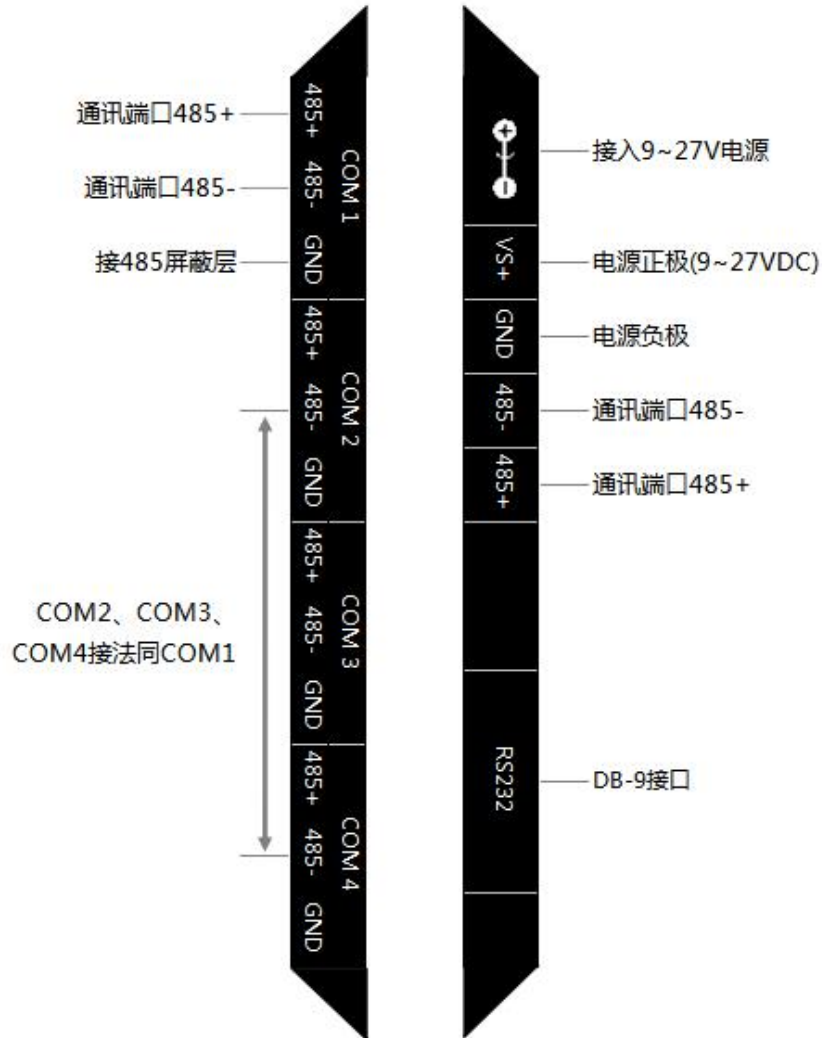 通讯端口485+
通讯端口485-
接485屏蔽层
COM2、COM3、
COM4接法同COM1
485+
485-
GND
COM 1
485+
485-
GND
COM 2
485+
485-
GND
COM 3
485+
485-
GND
COM 4
VS+
GND
485-
485+
RS232
接入9~27V电源
电源正极(9~27VDC)
电源负极
通讯端口485-
通讯端口485+
DB-9接口